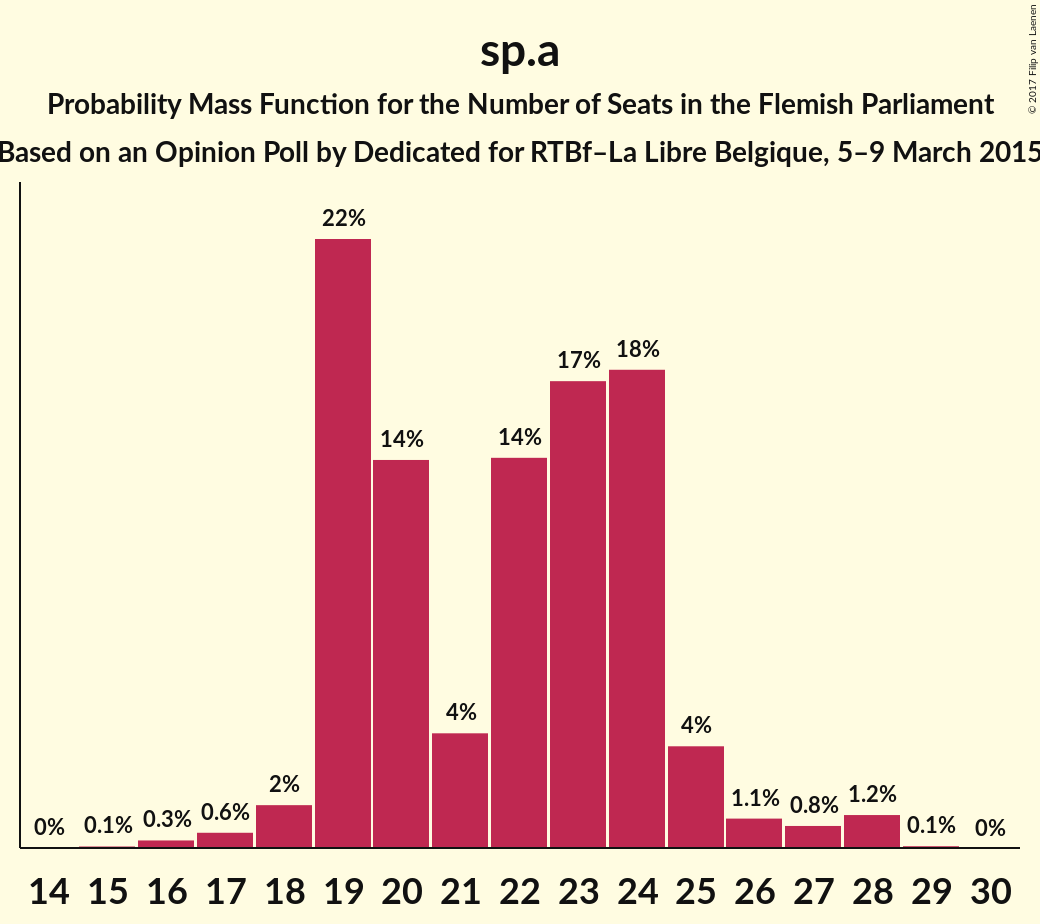 sp.a
Probability Mass Function for the Number of Seats in the Flemish Parliament
Based on an Opinion Poll by Dedicated for RTBf–La Libre Belgique, 5–9 March 2015
© 2017 Filip van Laenen
0% 0.1% 0.3% 0.6% 2% 22% 14% 4% 14% 17% 18% 4% 1.1% 0.8% 1.2% 0.1% 0%
14 15 16 17 18 19 20 21 22 23 24 25 26 27 28 29 30